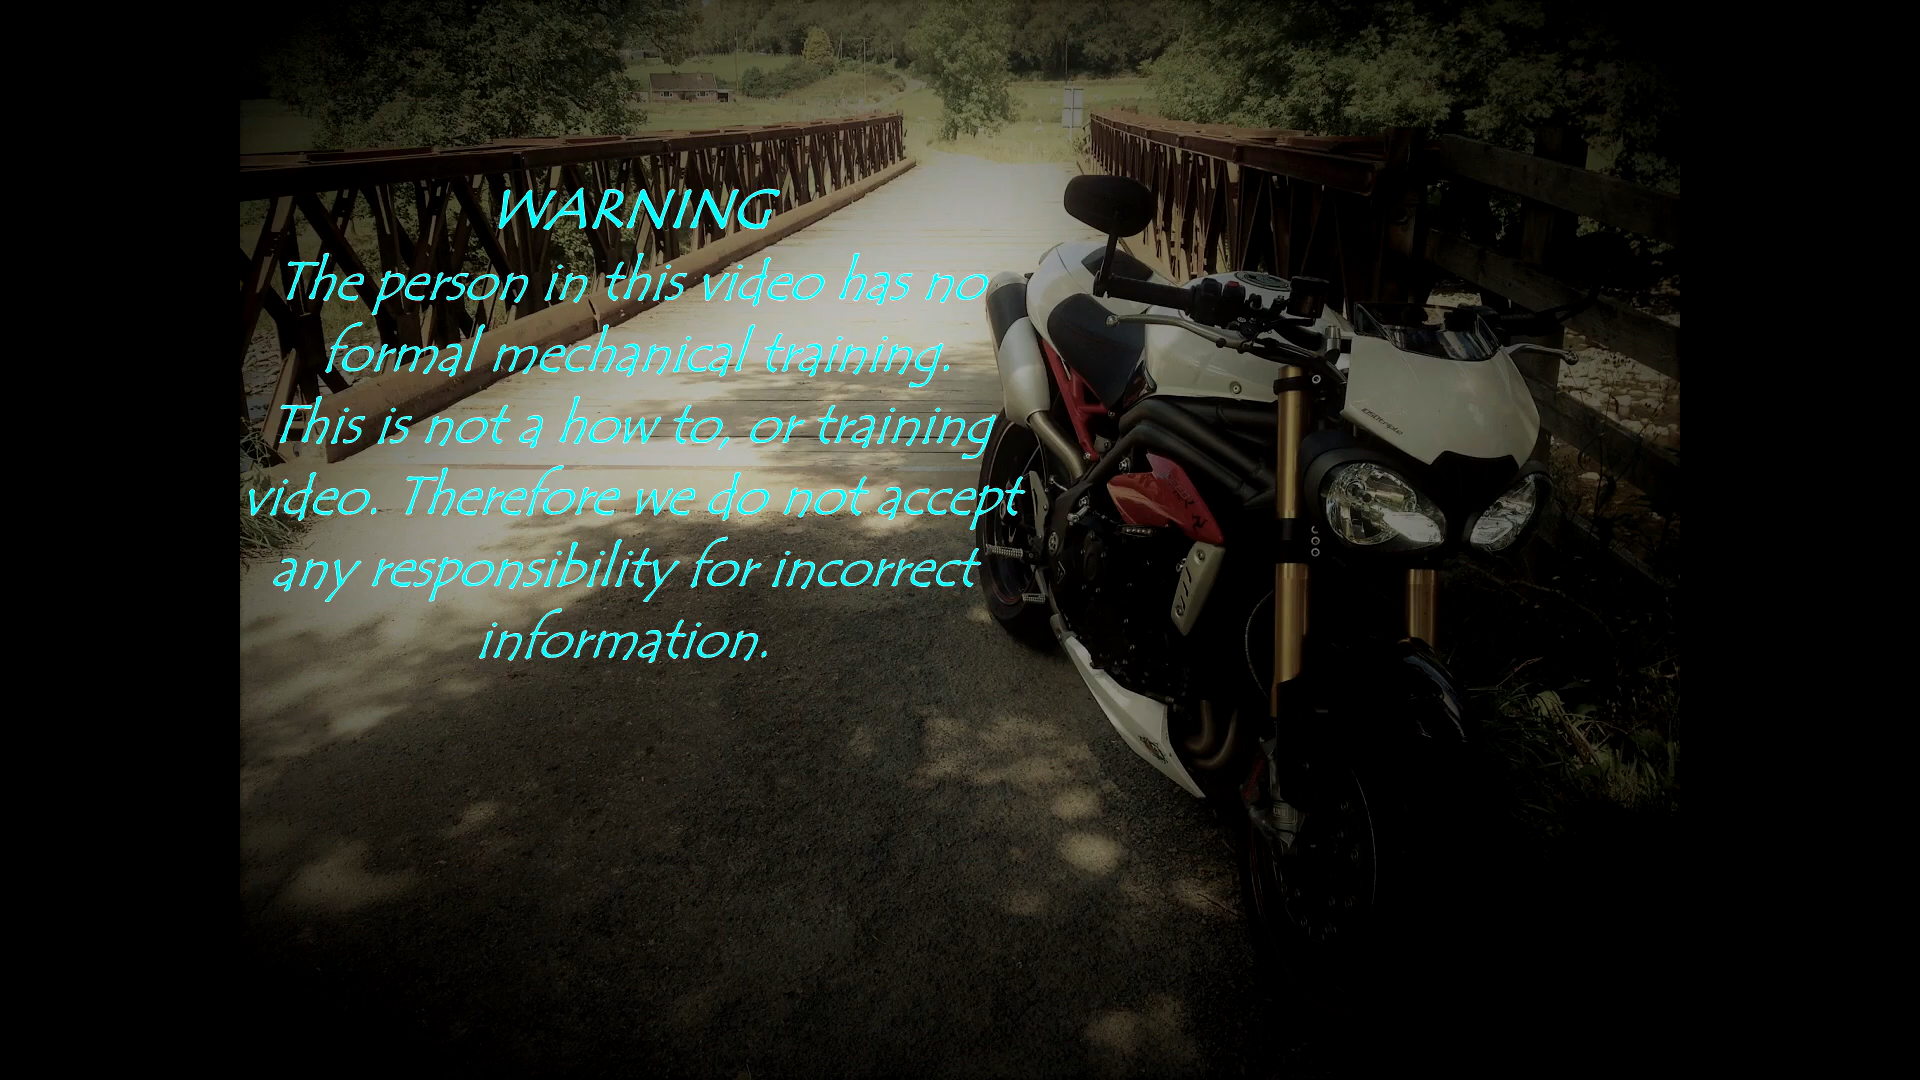 WARNING
The person in this video has no
formal mechanical training.
This is not a how to, or training
video. Therefore we do not accept
any responsibility for incorrect
information.